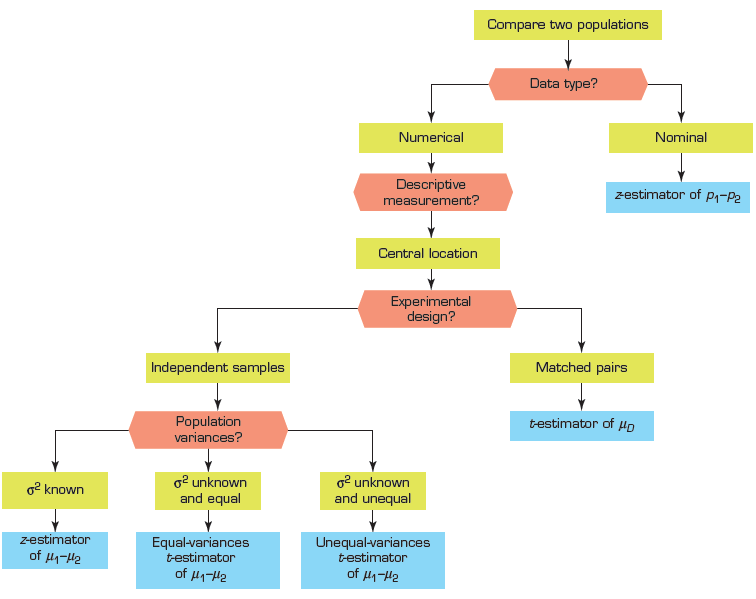 Compare two populations
Data type?
Numerical
Nominal
Descriptive
measurement?
z-estimator of p₁–p₂
Central location
Experimental
design?
Independent samples
Matched pairs
Population
variances?
t-estimator of μD
σ² known
σ² unknown
and equal
σ² unknown
and unequal
z-estimator
of μ₁–μ₂
Equal-variances
t-estimator
of μ₁–μ₂
Unequal-variances
t-estimator
of μ₁–μ₂